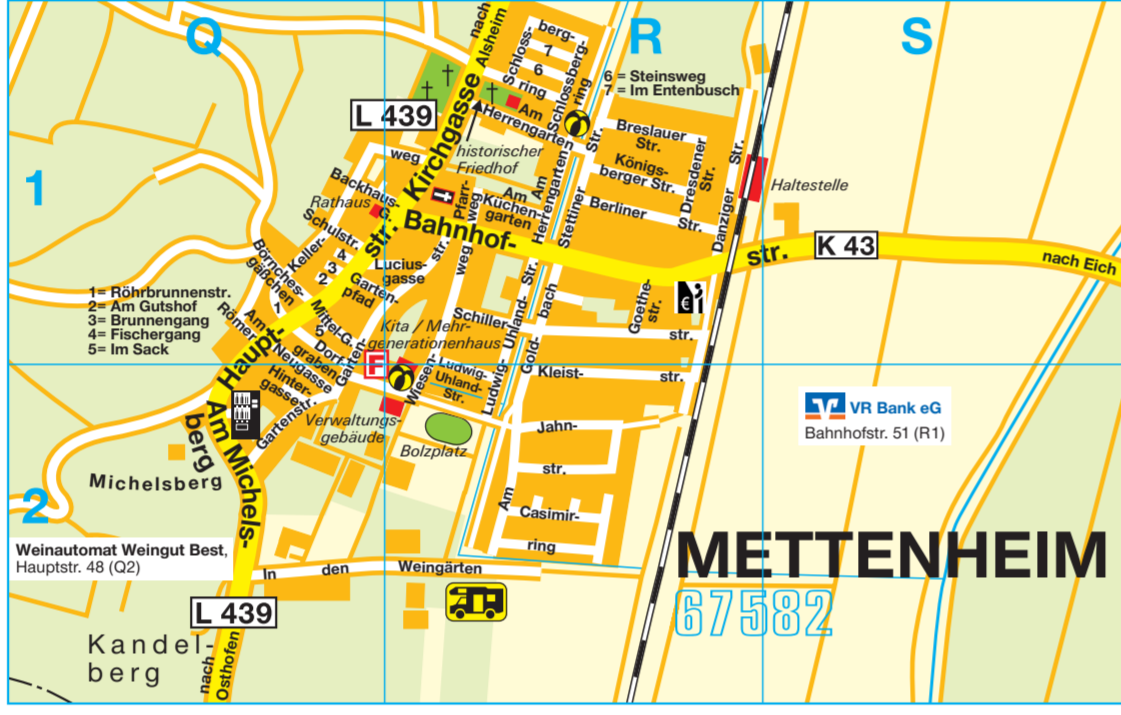 Q
R
S
1
2
nach
Alsheim
Schloss-
berg-
7
6
ring
Schlossberg-
ring
6 = Steinsweg
7 = Im Entenbusch
L 439
Kirchgasse
Am
Herrengarten
historischer
Friedhof
Breslauer
Str.
Königs-
berger Str.
Dresdener
Str.
Danziger
Str.
Haltestelle
weg
Backhaus-
G.
Rathaus
Schulstr.
Pfarr-
weg
Am
Küchen-
garten
Am
Herrengarten
Stettiner
Str.
Berliner
Str.
Bahnhof-
str.
K 43
nach Eich
str.
Keller-
4
3
2
Börnches-
gäßchen
Lucius-
gasse
str.
weg
Garten-
pfad
1= Röhrbrunnenstr.
2= Am Gutshof
3= Brunnengang
4= Fischergang
5= Im Sack
1
Am
Römer
Mittel-G.
5
Dorf-
graben
Neugasse
Hinter-
gasse
Garten-
Gartenstr.
Kita / Mehr-
generationenhaus
F
Schiller-
str.
Goethe-
str.
Uhland-
Str.
Ludwig-
Gold-
bach
Haupt-
Wiesen-
Ludwig-
Uhland-
Str.
Kleist-
str.
€
Verwaltungs-
gebäude
Bolzplatz
Jahn-
str.
Am
Casimir-
ring
VR Bank eG
Bahnhofstr. 51 (R1)
Am Michels-
berg
Michelsberg
Weinautomat Weingut Best,
Hauptstr. 48 (Q2)
In den Weingärten
METTENHEIM
67582
L 439
Kandel-
berg
nach
Osthofen